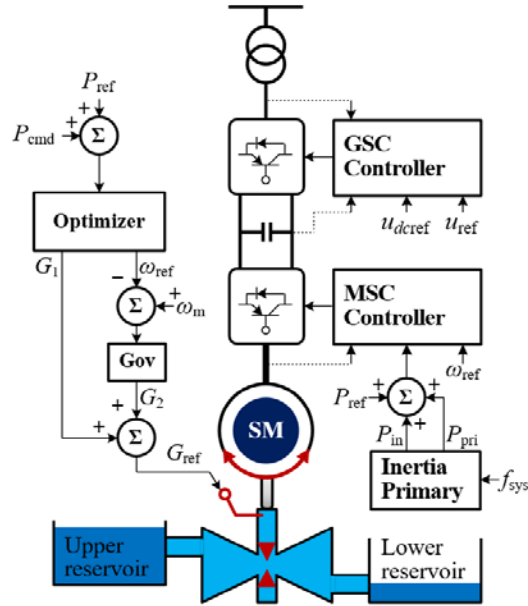 P_ref
+
P_cmd + Σ
Optimizer
G_1
ω_ref
−
Σ + ω_m
Gov
G_2
+
+ Σ
G_ref
GSC
Controller
u_dcref
u_ref
MSC
Controller
ω_ref
P_ref + Σ +
+
P_in
P_pri
Inertia
Primary
f_sys
SM
Upper
reservoir
Lower
reservoir